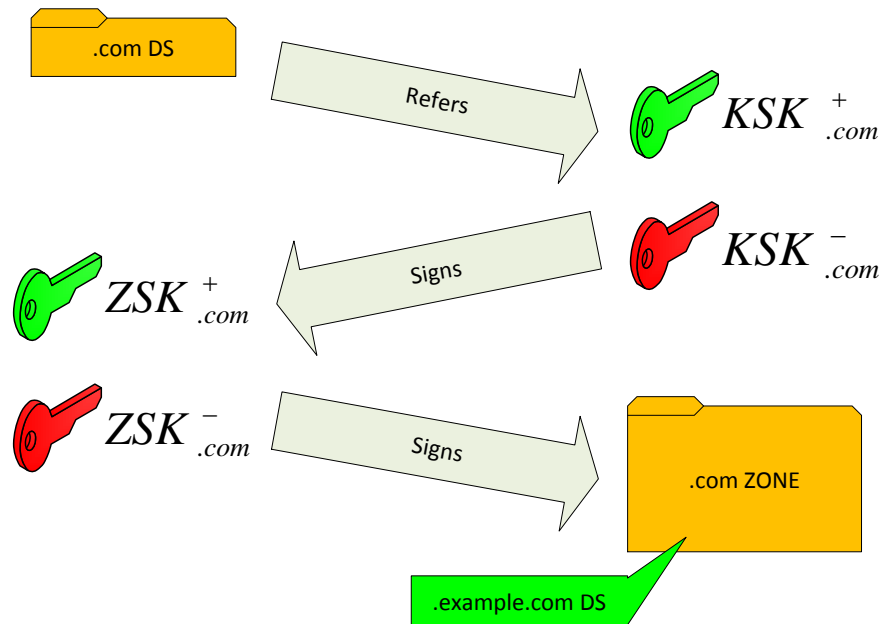 .com DS
Refers
KSK + .com
KSK − .com
Signs
ZSK + .com
ZSK − .com
Signs
.com ZONE
.example.com DS